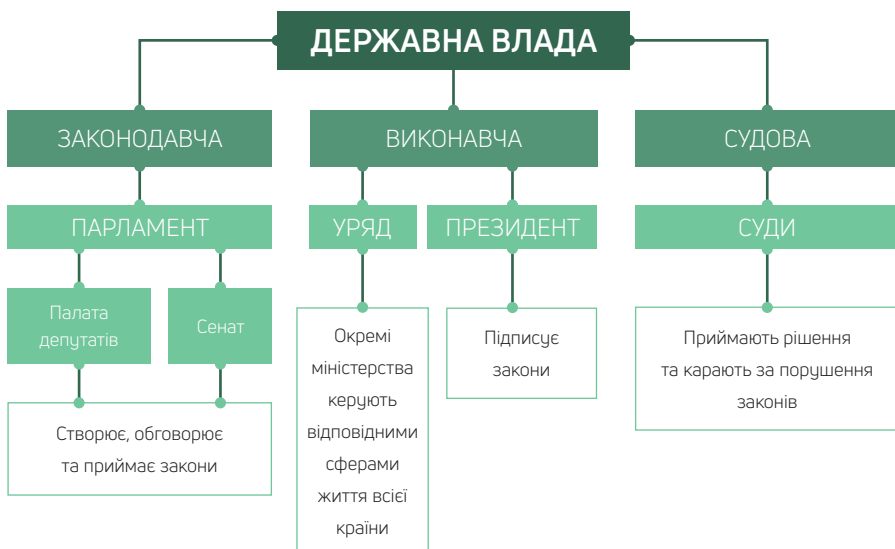 ДЕРЖАВНА ВЛАДА
ЗАКОНОДАВЧА
ВИКОНАВЧА
СУДОВА
ПАРЛАМЕНТ
УРЯД
ПРЕЗИДЕНТ
СУДИ
Палата
депутатів
Сенат
Створює, обговорює
та приймає закони
Окремі
міністерства
керують
відповідними
сферами
життя всієї
країни
Підписує
закони
Приймають рішення
та карають за порушення
законів